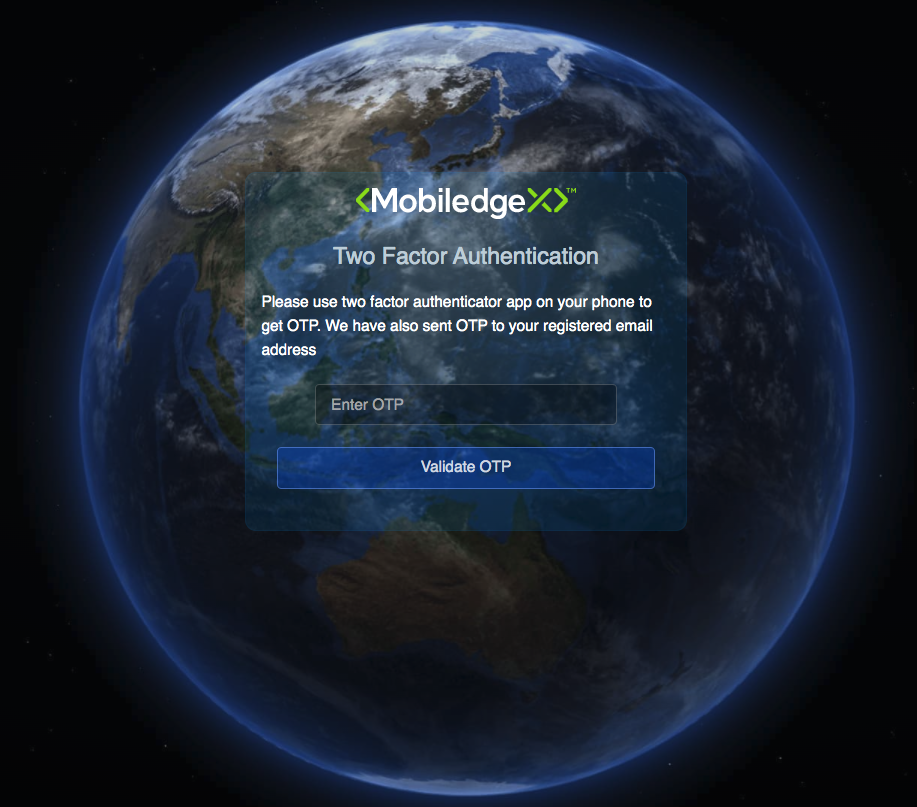 <MobiledgeX>™
Two Factor Authentication
Please use two factor authenticator app on your phone to
get OTP. We have also sent OTP to your registered email
address
Enter OTP
Validate OTP